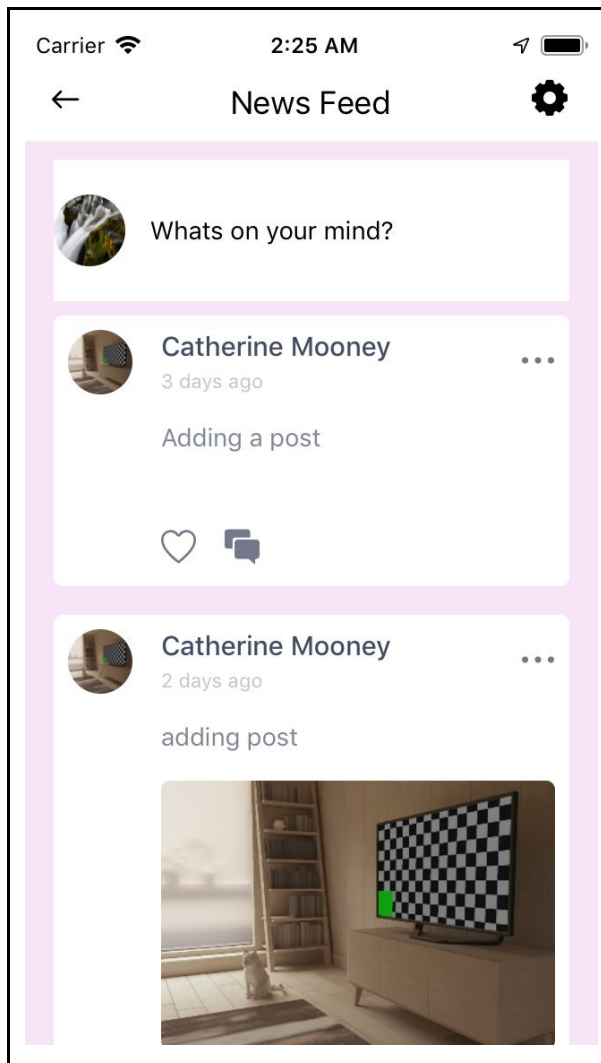 Carrier
2:25 AM
News Feed
Whats on your mind?
Catherine Mooney
3 days ago
Adding a post
Catherine Mooney
2 days ago
adding post